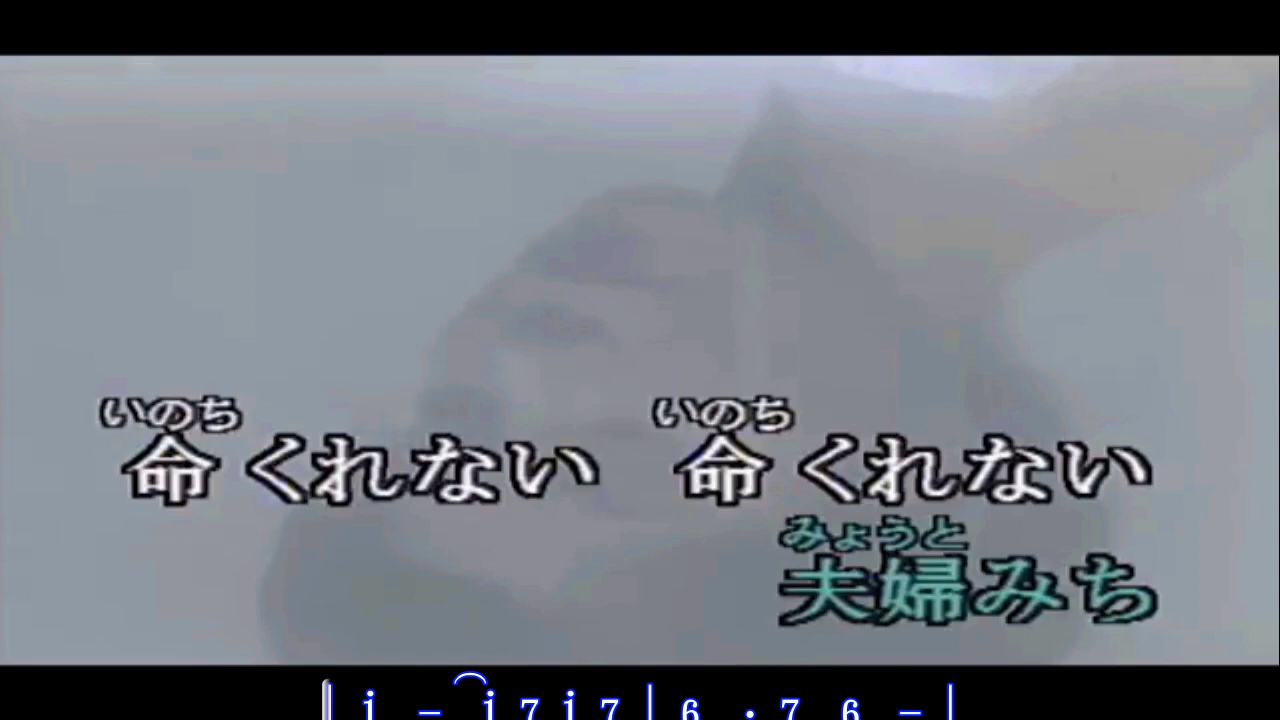 いのち いのち
命くれない 命くれない
みょうと
夫婦みち
| i – i 7 i 7 | 6 · 7 6 – |